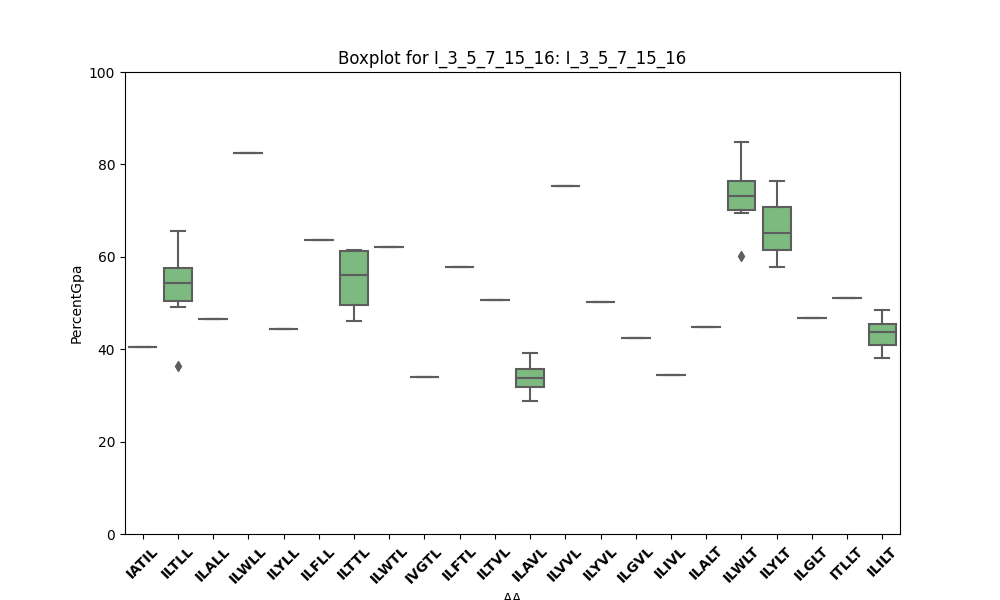 Boxplot for I_3_5_7_15_16: I_3_5_7_15_16
PercentGpa
100
80
60
40
20
0
IATIL ILTLL ILALL ILWLL ILYLL ILFLL ILTTL ILWTL IVGTL ILFTL ILTVL ILAVL ILVVL ILYVL ILGVL ILIVL ILALT ILWLT ILYLT ILGLT ITLLT ILILT
AA